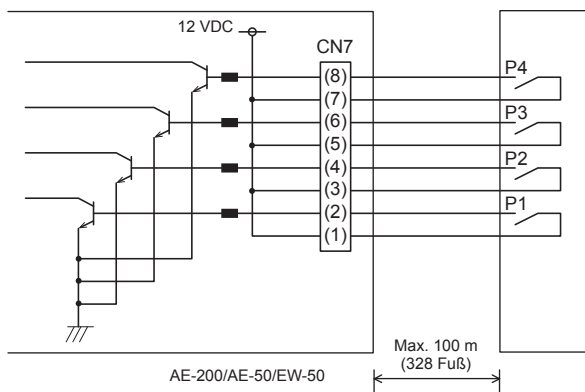 12 VDC
CN7
(8)
P4
(7)
(6)
P3
(5)
(4)
P2
(3)
(2)
P1
(1)
Max. 100 m
(328 Fuß)
AE-200/AE-50/EW-50